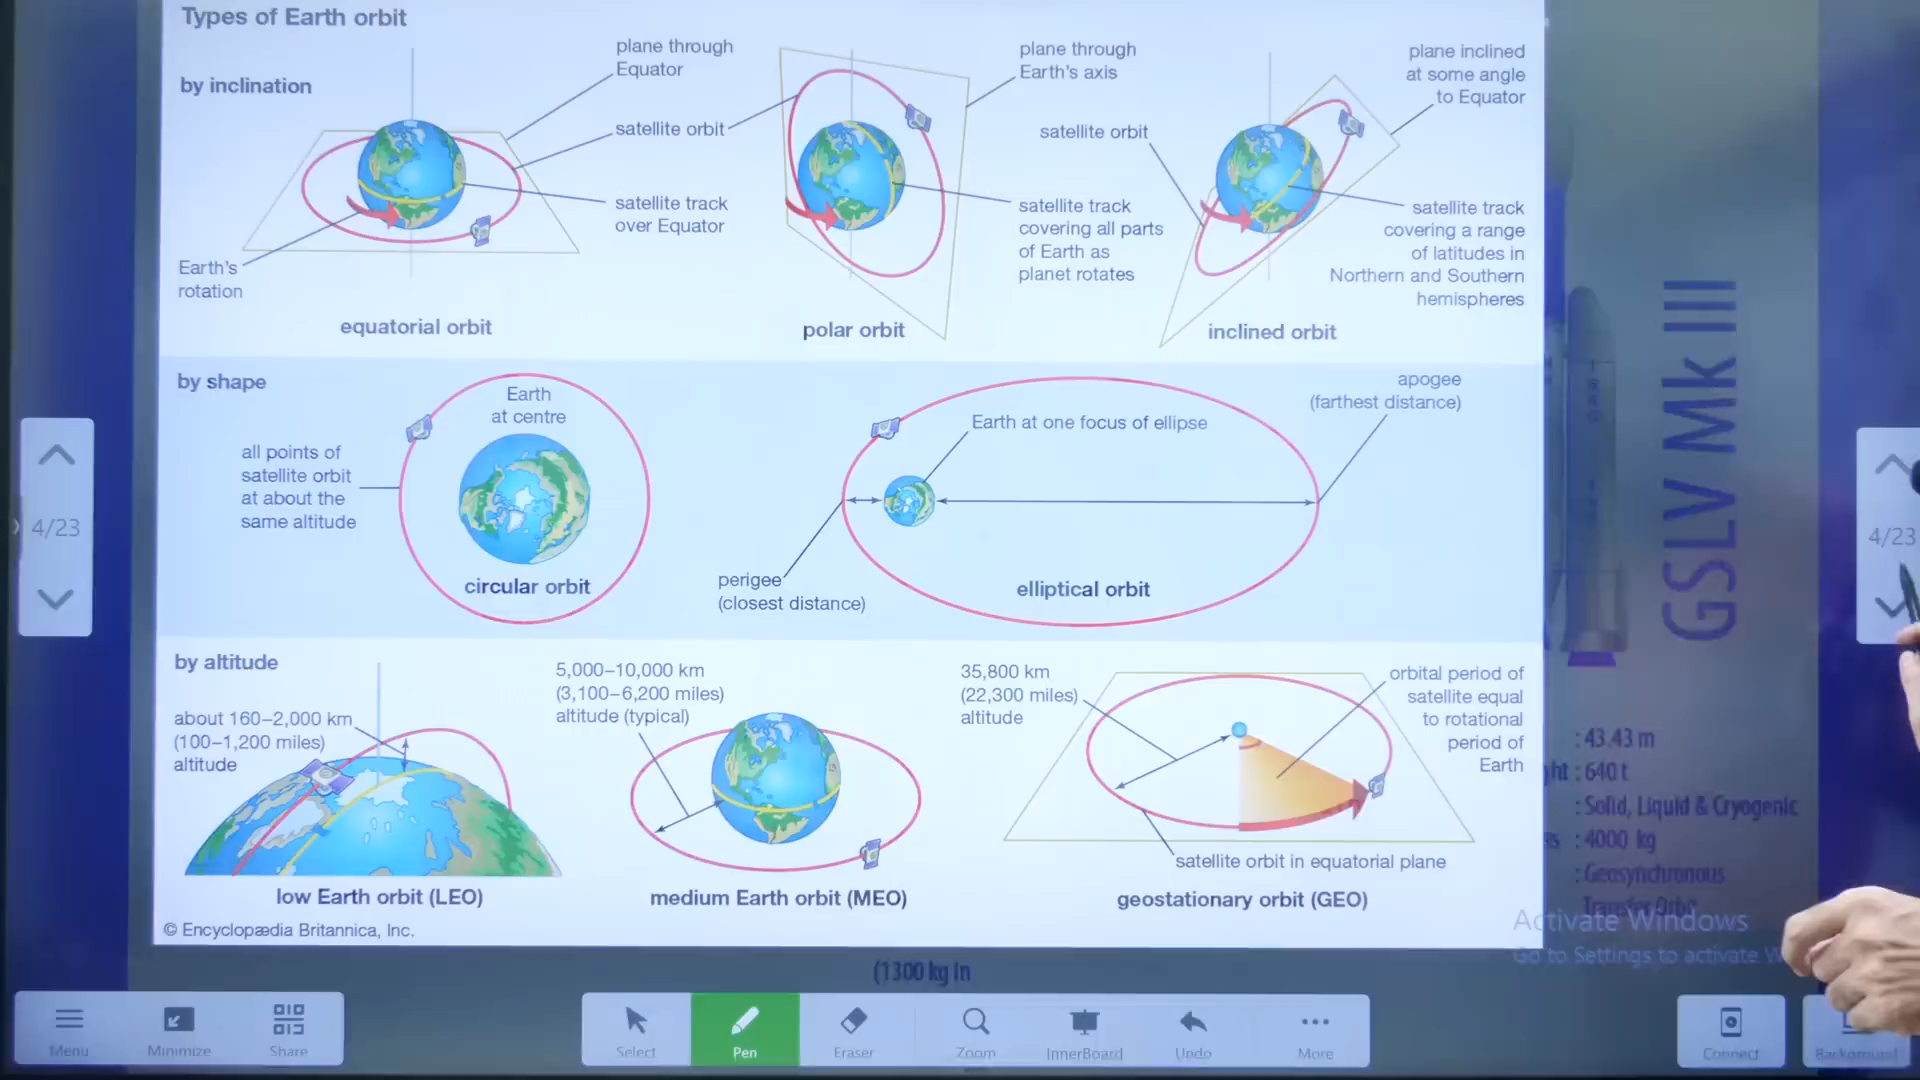 Types of Earth orbit
by inclination
plane through
Equator
satellite orbit
satellite track
over Equator
Earth's
rotation
equatorial orbit
plane through
Earth's axis
satellite track
covering all parts
of Earth as
planet rotates
polar orbit
satellite orbit
plane inclined
at some angle
to Equator
satellite track
covering a range
of latitudes in
Northern and Southern
hemispheres
inclined orbit
by shape
Earth
at centre
all points of
satellite orbit
at about the
same altitude
circular orbit
Earth at one focus of ellipse
apogee
(farthest distance)
perigee
(closest distance)
elliptical orbit
by altitude
about 160–2,000 km
(100–1,200 miles)
altitude
low Earth orbit (LEO)
5,000–10,000 km
(3,100–6,200 miles)
altitude (typical)
medium Earth orbit (MEO)
35,800 km
(22,300 miles)
altitude
orbital period of
satellite equal
to rotational
period of
Earth
satellite orbit in equatorial plane
geostationary orbit (GEO)
© Encyclopædia Britannica, Inc.
4/23
4/23
GSLV Mk III
: 43.43 m
: 640 t
: Solid, Liquid & Cryogenic
: 4000 kg
: Geosynchronous
Transfer
(1300 kg in
Activate Windows
Go to Settings to activate
Menu
Minimize
Share
Select
Pen
Eraser
Zoom
InnerBoard
Undo
More
Connect
Background